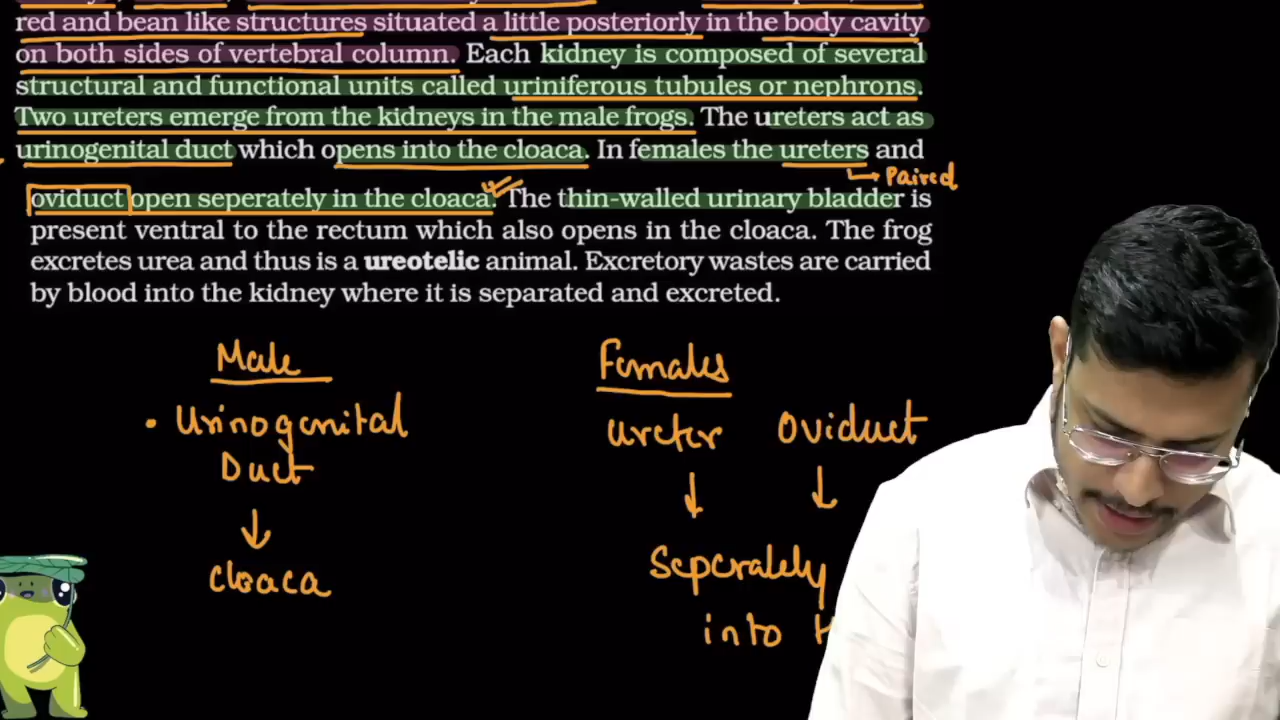 red and bean like structures situated a little posteriorly in the body cavity
on both sides of vertebral column. Each kidney is composed of several
structural and functional units called uriniferous tubules or nephrons.
Two ureters emerge from the kidneys in the male frogs. The ureters act as
urinogenital duct which opens into the cloaca. In females the ureters and
Paired
oviduct open seperately in the cloaca. The thin-walled urinary bladder is
present ventral to the rectum which also opens in the cloaca. The frog
excretes urea and thus is a ureotelic animal. Excretory wastes are carried
by blood into the kidney where it is separated and excreted.
Male
• Urinogenital
Duct
↓
Cloaca
Females
Ureter Oviduct
↓ ↓
Seperately
into